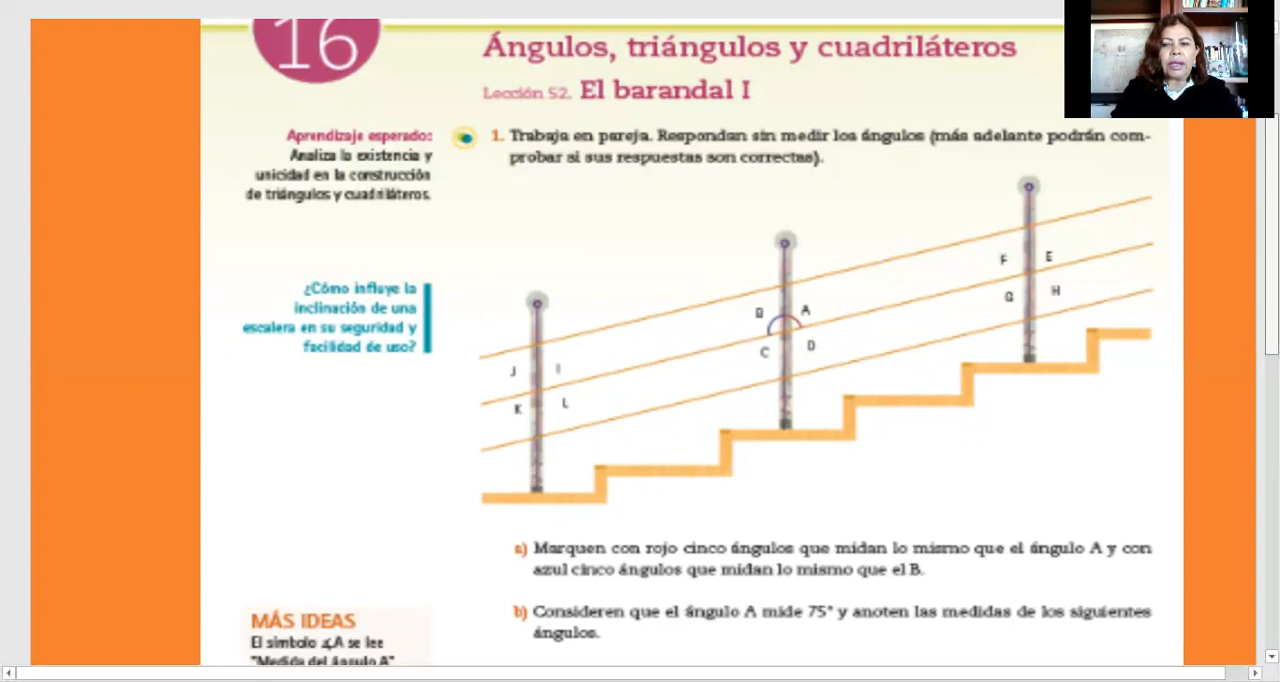 16
Ángulos, triángulos y cuadriláteros
Lección 52. El barandal I
Aprendizaje esperado:
Analiza la existencia y
unicidad en la construcción
de triángulos y cuadriláteros.
1. Trabaja en pareja. Respondan sin medir los ángulos (más adelante podrán com-
probar si sus respuestas son correctas).
¿Cómo influye la
inclinación de una
escalera en su seguridad y
facilidad de uso?
F E
G H
B A
C D
J I
K L
a) Marquen con rojo cinco ángulos que midan lo mismo que el ángulo A y con
azul cinco ángulos que midan lo mismo que el B.
b) Consideren que el ángulo A mide 75° y anoten las medidas de los siguientes
ángulos.
MÁS IDEAS
El símbolo ∡A se lee
"Medida del ángulo A"